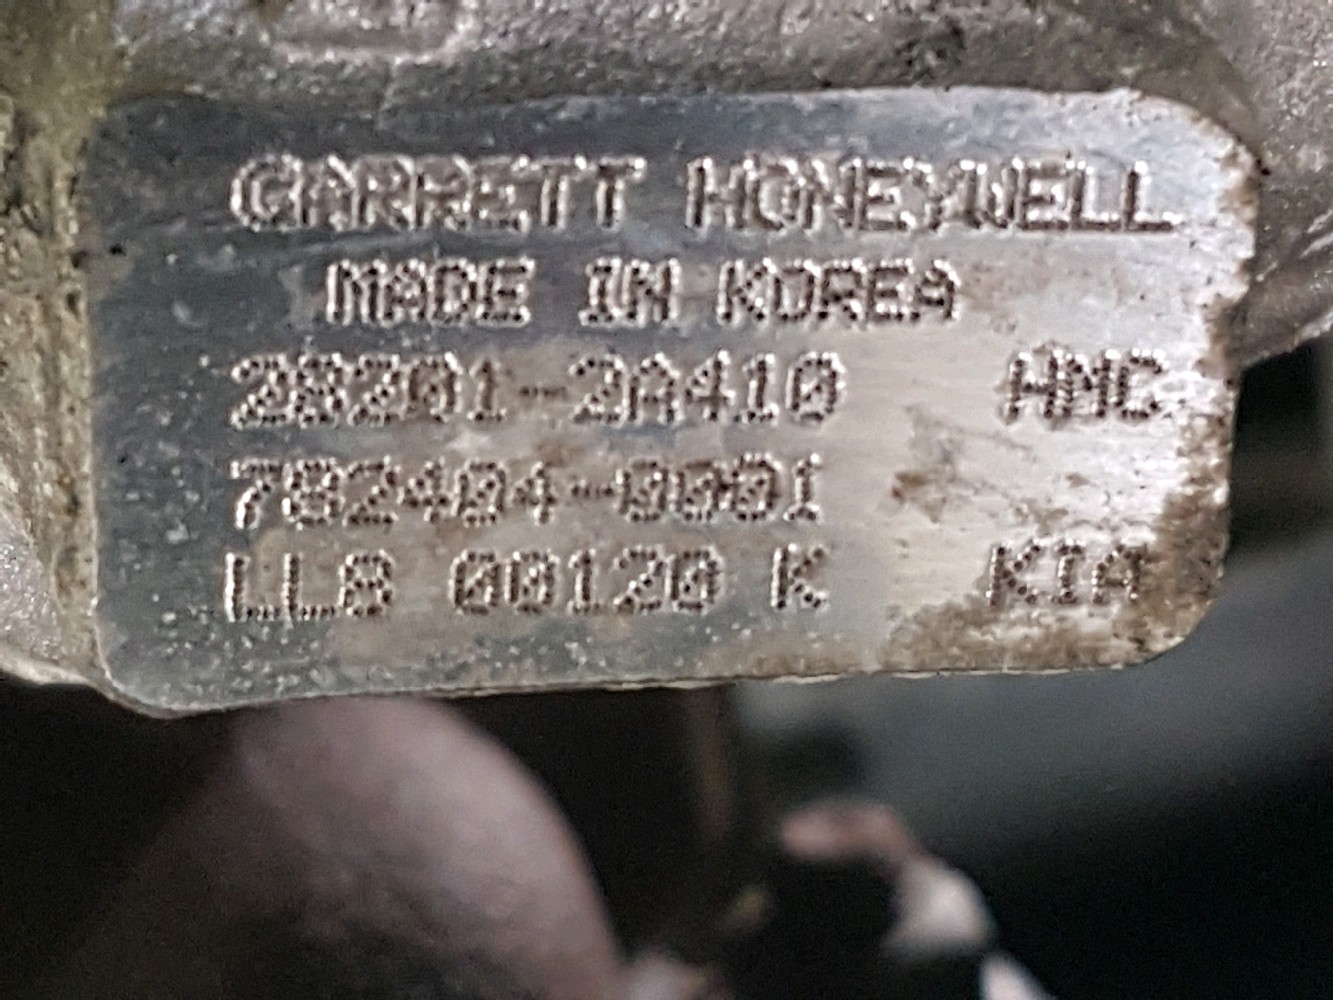 GARRETT HONEYWELL
MADE IN KOREA
28201-2A410 HMC
782404-0001
LL8 00120 K KIA